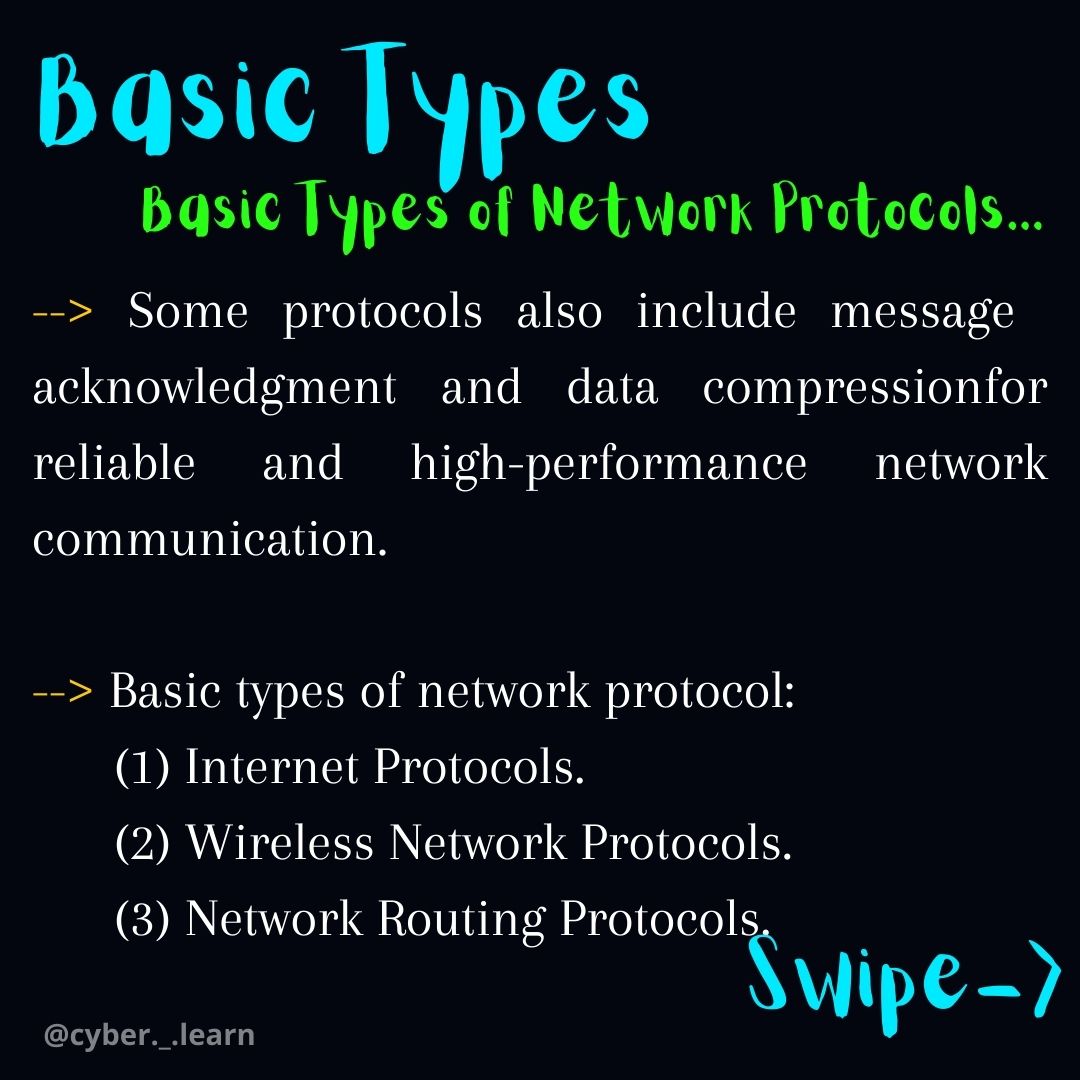 Basic Types
Basic Types of Network Protocols...
--> Some protocols also include message
acknowledgment and data compressionfor
reliable and high-performance network
communication.
--> Basic types of network protocol:
(1) Internet Protocols.
(2) Wireless Network Protocols.
(3) Network Routing Protocols.
Swipe->
@cyber._.learn